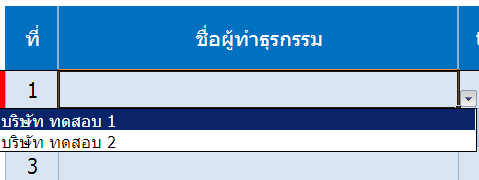 ที่ ชื่อผู้ทำธุรกรรม
1
บริษัท ทดสอบ 1
บริษัท ทดสอบ 2
3